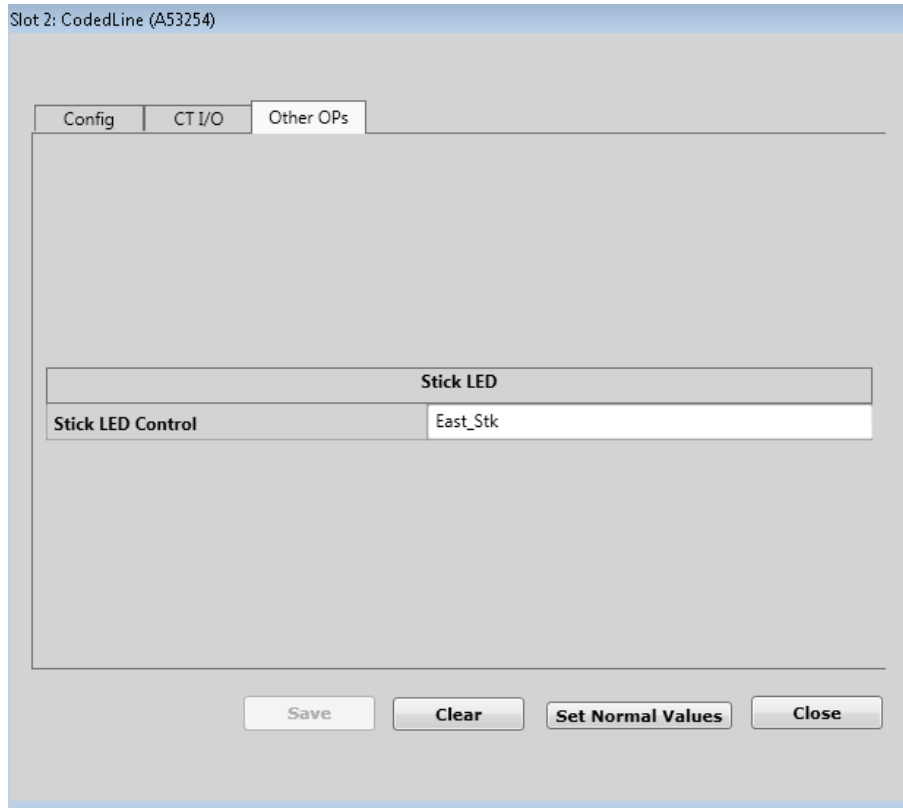 Slot 2: CodedLine (A53254)
Config CT I/O Other OPs
Stick LED
Stick LED Control East_Stk
Save Clear Set Normal Values Close